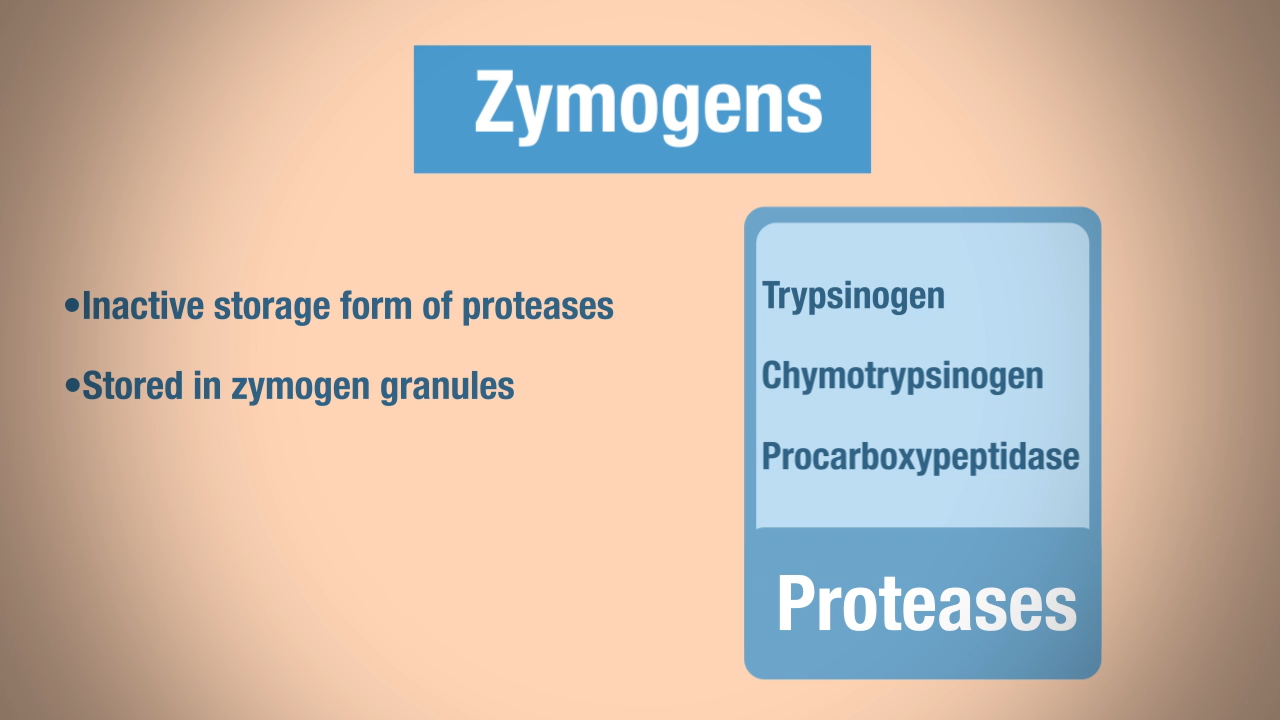 Zymogens
•Inactive storage form of proteases
•Stored in zymogen granules
Trypsinogen
Chymotrypsinogen
Procarboxypeptidase
Proteases